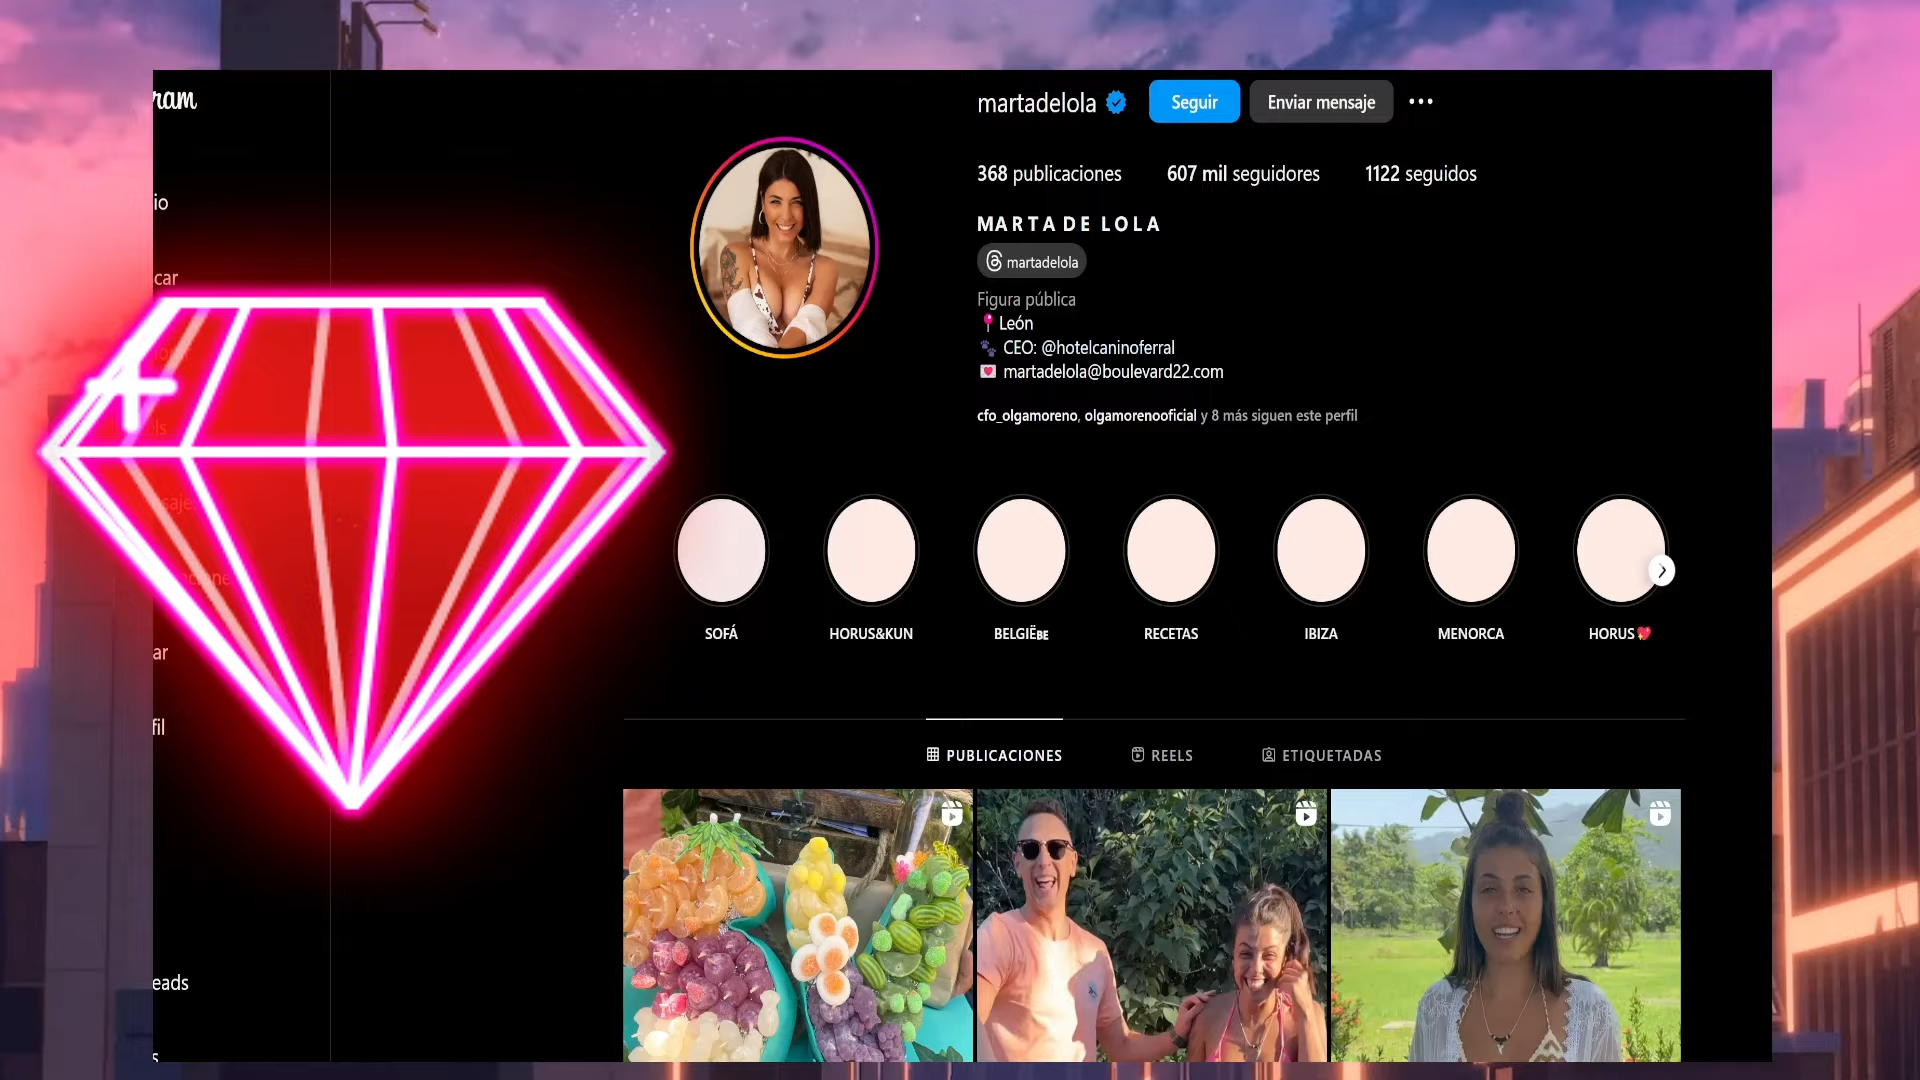 ram
martadelola
Seguir
Enviar mensaje
368 publicaciones
607 mil seguidores
1122 seguidos
MARTA DE LOLA
martadelola
Figura pública
León
CEO: @hotelcaninoferral
martadelola@boulevard22.com
cfo_olgamoreno, olgamorenooficial y 8 más siguen este perfil
io
car
ar
fil
eads
s
SOFÁ
HORUS&KUN
BELGIËBE
RECETAS
IBIZA
MENORCA
HORUS💖
PUBLICACIONES
REELS
ETIQUETADAS